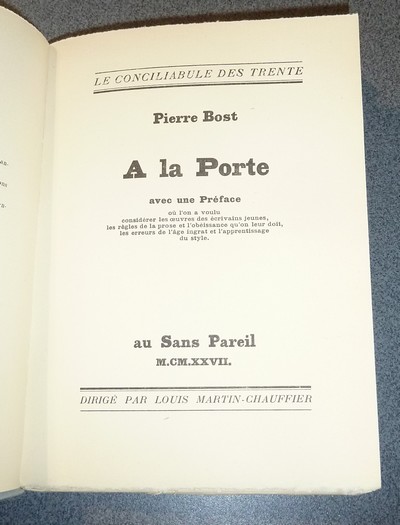 LE CONCILIABULE DES TRENTE
Pierre Bost
A la Porte
avec une Préface
où l'on a voulu
considérer les œuvres des écrivains jeunes,
les règles de la prose et l'obéissance qu'on leur doit,
les erreurs de l'âge ingrat et l'apprentissage
du style.
au Sans Pareil
M.CM.XXVII.
DIRIGÉ PAR LOUIS MARTIN-CHAUFFIER